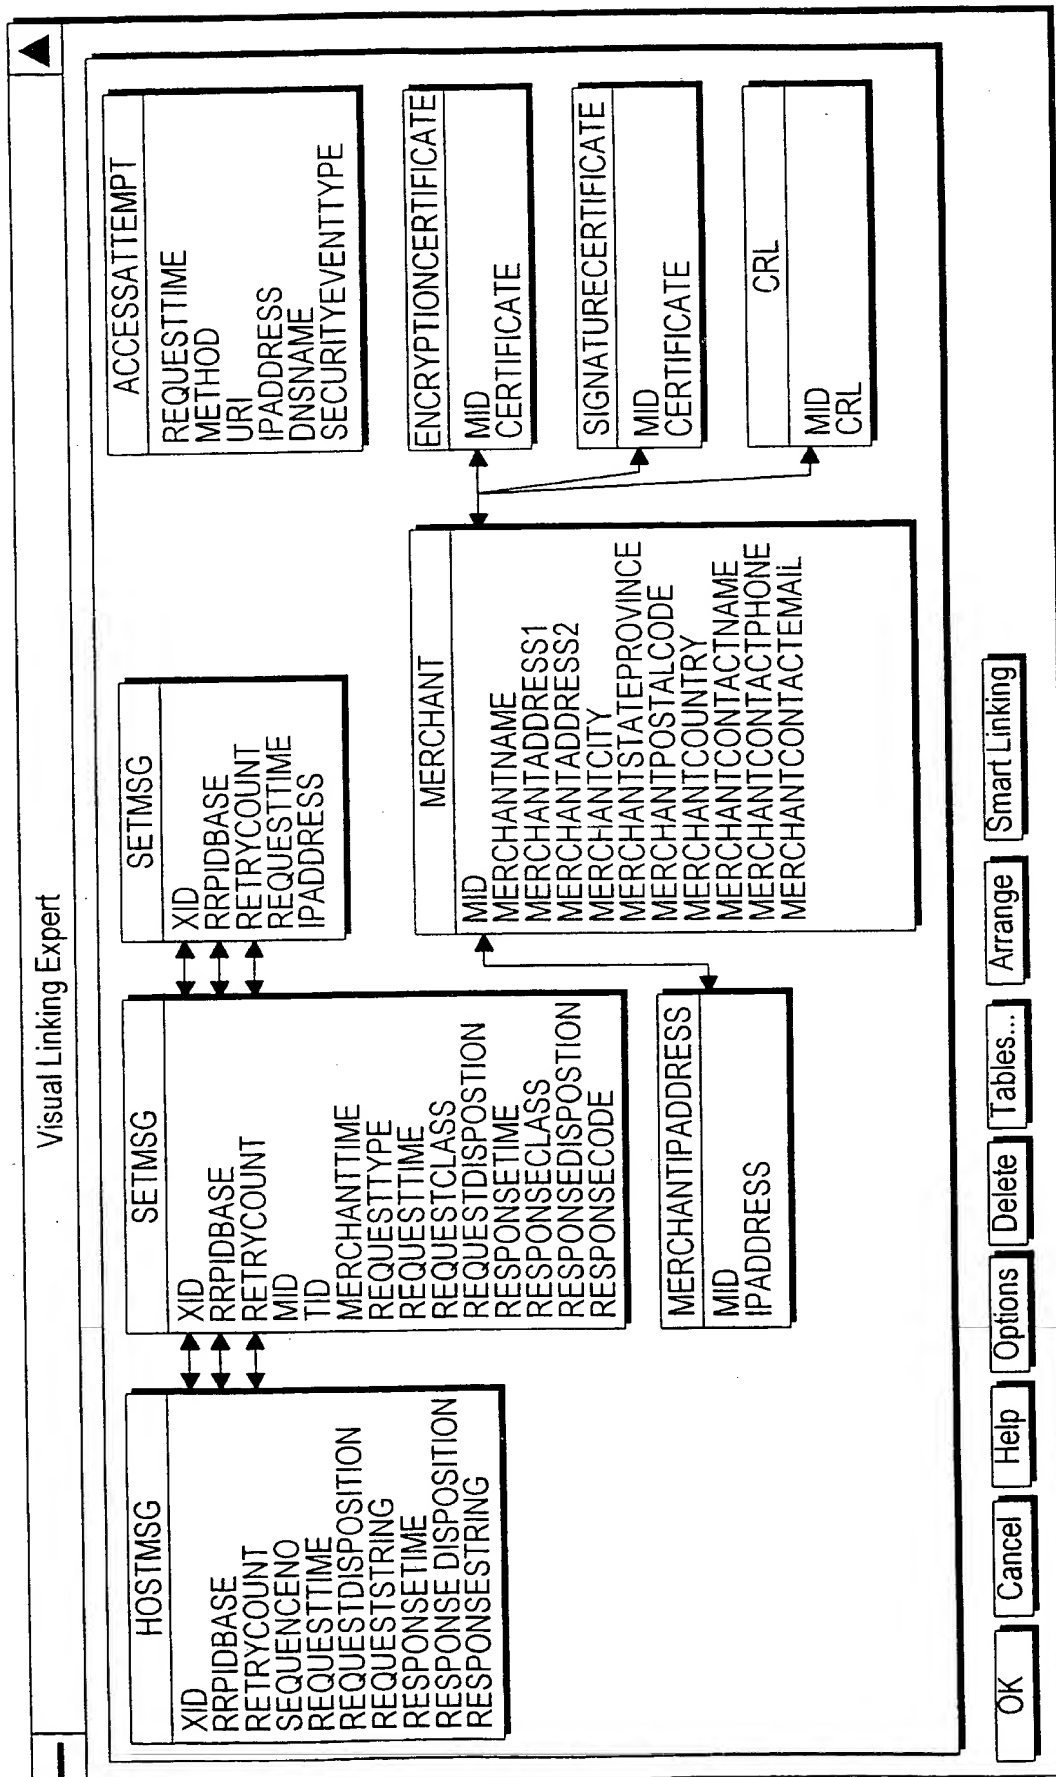 Visual Linking Expert
HOSTMSG
XID
RRPIDBASE
RETRYCOUNT
SEQUENCENO
REQUESTTIME
REQUESTDISPOSITION
REQUESTSTRING
RESPONSETIME
RESPONSE DISPOSITION
RESPONSESTRING
SETMSG
XID
RRPIDBASE
RETRYCOUNT
MID
TID
MERCHANTTIME
REQUESTTYPE
REQUESTTIME
REQUESTCLASS
REQUESTDISPOSTION
RESPONSETIME
RESPONSECLASS
RESPONSEDISPOSTION
RESPONSECODE
SETMSG
XID
RRPIDBASE
RETRYCOUNT
REQUESTTIME
IPADDRESS
ACCESSATTEMPT
REQUESTTIME
METHOD
URI
IPADDRESS
DNSNAME
SECURITYEVENTTYPE
MERCHANTIPADDRESS
MID
IPADDRESS
MERCHANT
MID
MERCHANTNAME
MERCHANTADDRESS1
MERCHANTADDRESS2
MERCHANTCITY
MERCHANTSTATEPROVINCE
MERCHANTPOSTALCODE
MERCHANTCOUNTRY
MERCHANTCONTACTNAME
MERCHANTCONTACTPHONE
MERCHANTCONTACTEMAIL
ENCRYPTIONCERTIFICATE
MID
CERTIFICATE
SIGNATURECERTIFICATE
MID
CERTIFICATE
CRL
MID
CRL
OK Cancel Help Options Delete Tables... Arrange Smart Linking